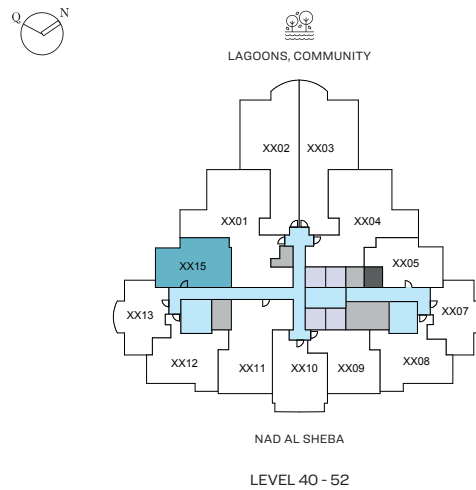 Q N
LAGOONS, COMMUNITY
XX02 XX03
XX01 XX04
XX15 XX05
XX13 XX07
XX12 XX11 XX10 XX09 XX08
NAD AL SHEBA
LEVEL 40 - 52